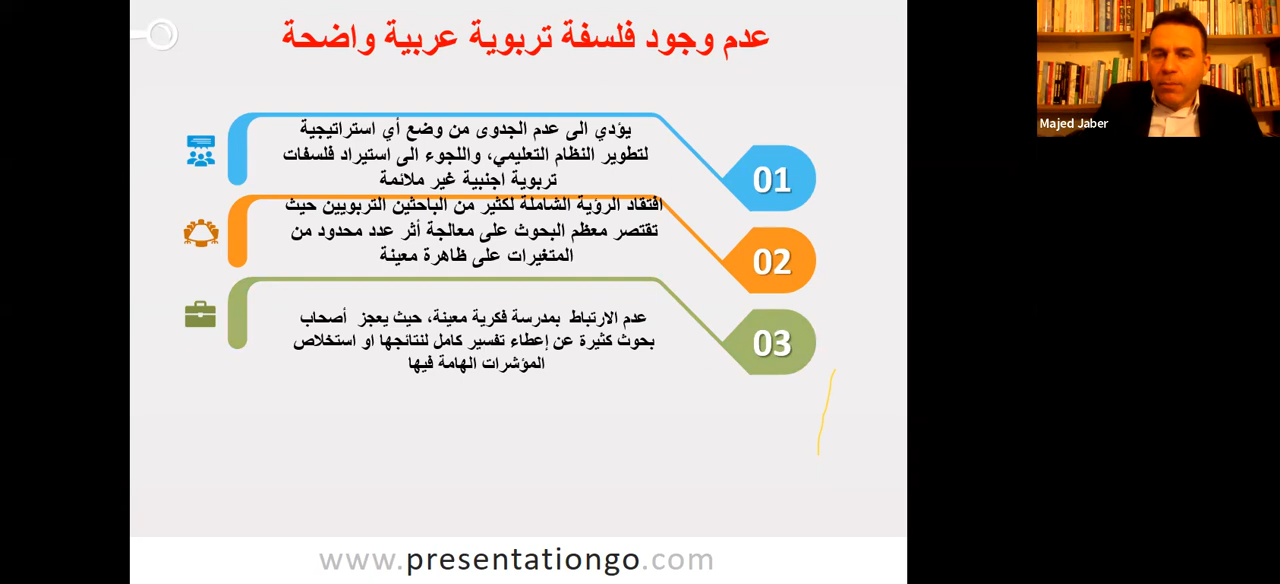 عدم وجود فلسفة تربوية عربية واضحة
01
يؤدي الى عدم الجدوى من وضع أي استراتيجية
لتطوير النظام التعليمي، واللجوء الى استيراد فلسفات
تربوية اجنبية غير ملائمة
02
افتقاد الرؤية الشاملة لكثير من الباحثين التربويين حيث
تقتصر معظم البحوث على معالجة أثر عدد محدود من
المتغيرات على ظاهرة معينة
03
عدم الارتباط بمدرسة فكرية معينة، حيث يعجز أصحاب
بحوث كثيرة عن إعطاء تفسير كامل لنتائجها او استخلاص
المؤشرات الهامة فيها
www.presentationgo.com
Majed Jaber